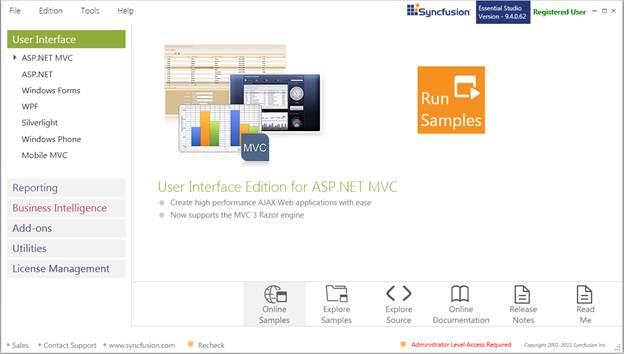 File Edition Tools Help
Syncfusion
Essential Studio
Version - 9.4.0.62
Registered User
User Interface
ASP.NET MVC
ASP.NET
Windows Forms
WPF
Silverlight
Windows Phone
Mobile MVC
Reporting
Business Intelligence
Add-ons
Utilities
License Management
MVC
Run
Samples
User Interface Edition for ASP.NET MVC
Create high performance AJAX Web applications with ease
Now supports the MVC 3 Razor engine
Online
Samples
Explore
Samples
Explore
Source
Online
Documentation
Release
Notes
Read
Me
Sales Contact Support www.syncfusion.com Recheck
Administrator Level Access Required
Copyright 2001-2011 Syncfusion Inc.